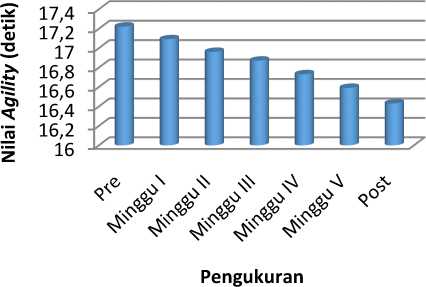 Nilai Agility (detik)
17,4
17,2
17
16,8
16,6
16,4
16,2
16
Pre
Minggu I
Minggu II
Minggu III
Minggu IV
Minggu V
Post
Pengukuran